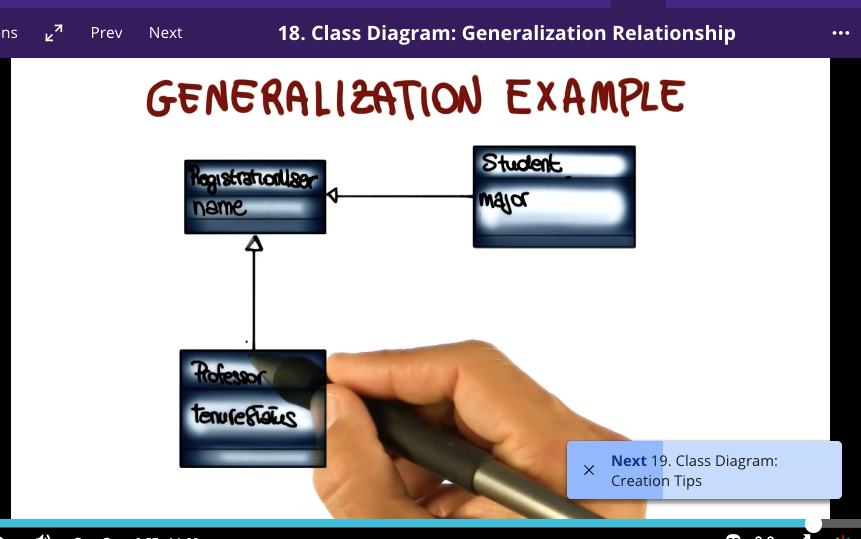 ns
Prev
Next
18. Class Diagram: Generalization Relationship
...
GENERALIZATION EXAMPLE
RegistrationUser
name
Student
major
Professor
tenureStatus
Next 19. Class Diagram:
Creation Tips